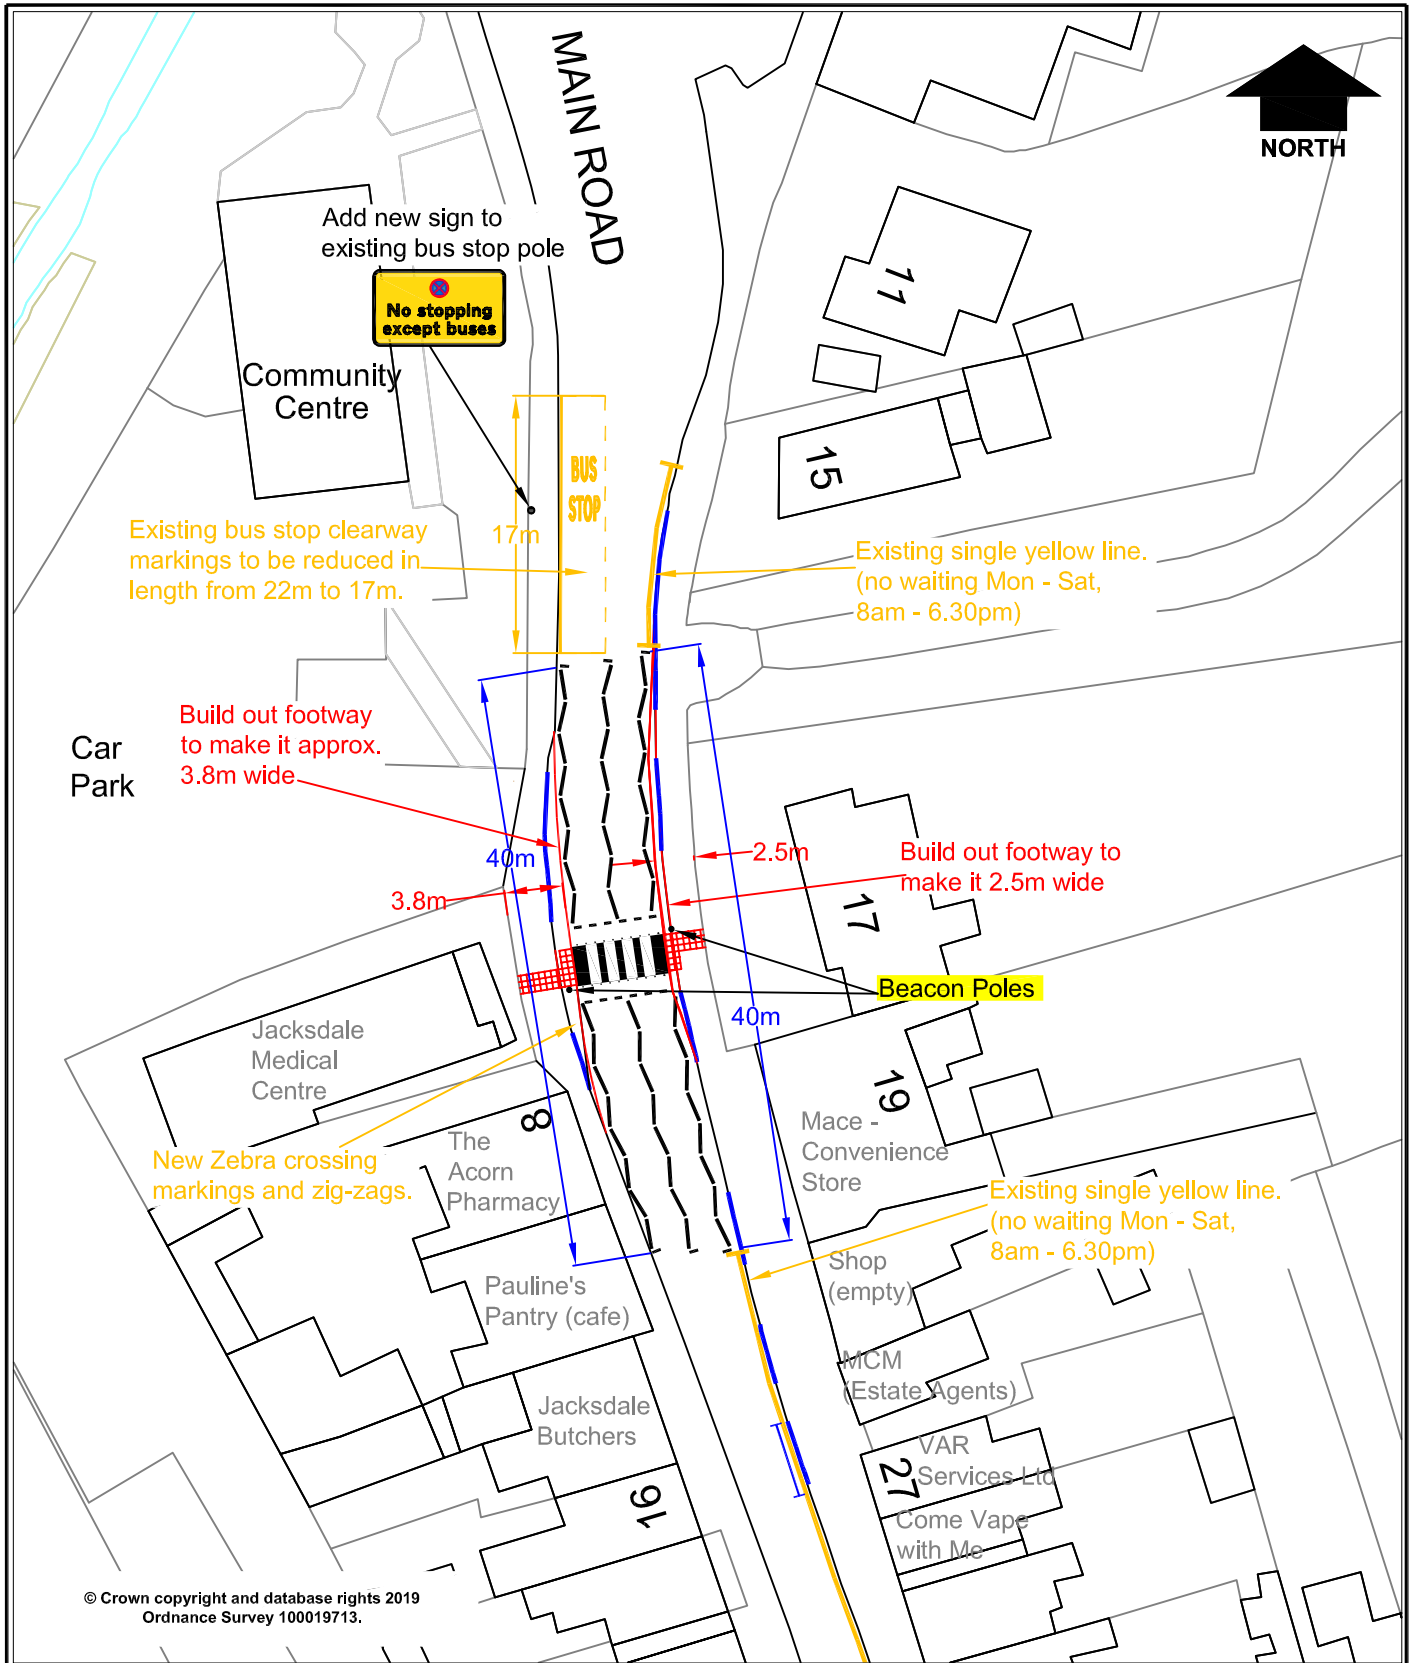 MAIN ROAD
NORTH
Add new sign to
existing bus stop pole
No stopping
except buses
11
Community
Centre
15
BUS
STOP
17m
Existing bus stop clearway
markings to be reduced in
length from 22m to 17m.
Existing single yellow line.
(no waiting Mon - Sat,
8am - 6.30pm)
Build out footway
to make it approx.
3.8m wide
Car
Park
40m
2.5m
Build out footway to
make it 2.5m wide
3.8m
17
Beacon Poles
40m
Jacksdale
Medical
Centre
19
8
The
Acorn
Pharmacy
Mace -
Convenience
Store
New Zebra crossing
markings and zig-zags.
Existing single yellow line.
(no waiting Mon - Sat,
8am - 6.30pm)
Shop
(empty)
Pauline's
Pantry (cafe)
MCM
(Estate Agents)
Jacksdale
Butchers
VAR
Services Ltd
27
16
Come Vape
with Me
© Crown copyright and database rights 2019
Ordnance Survey 100019713.